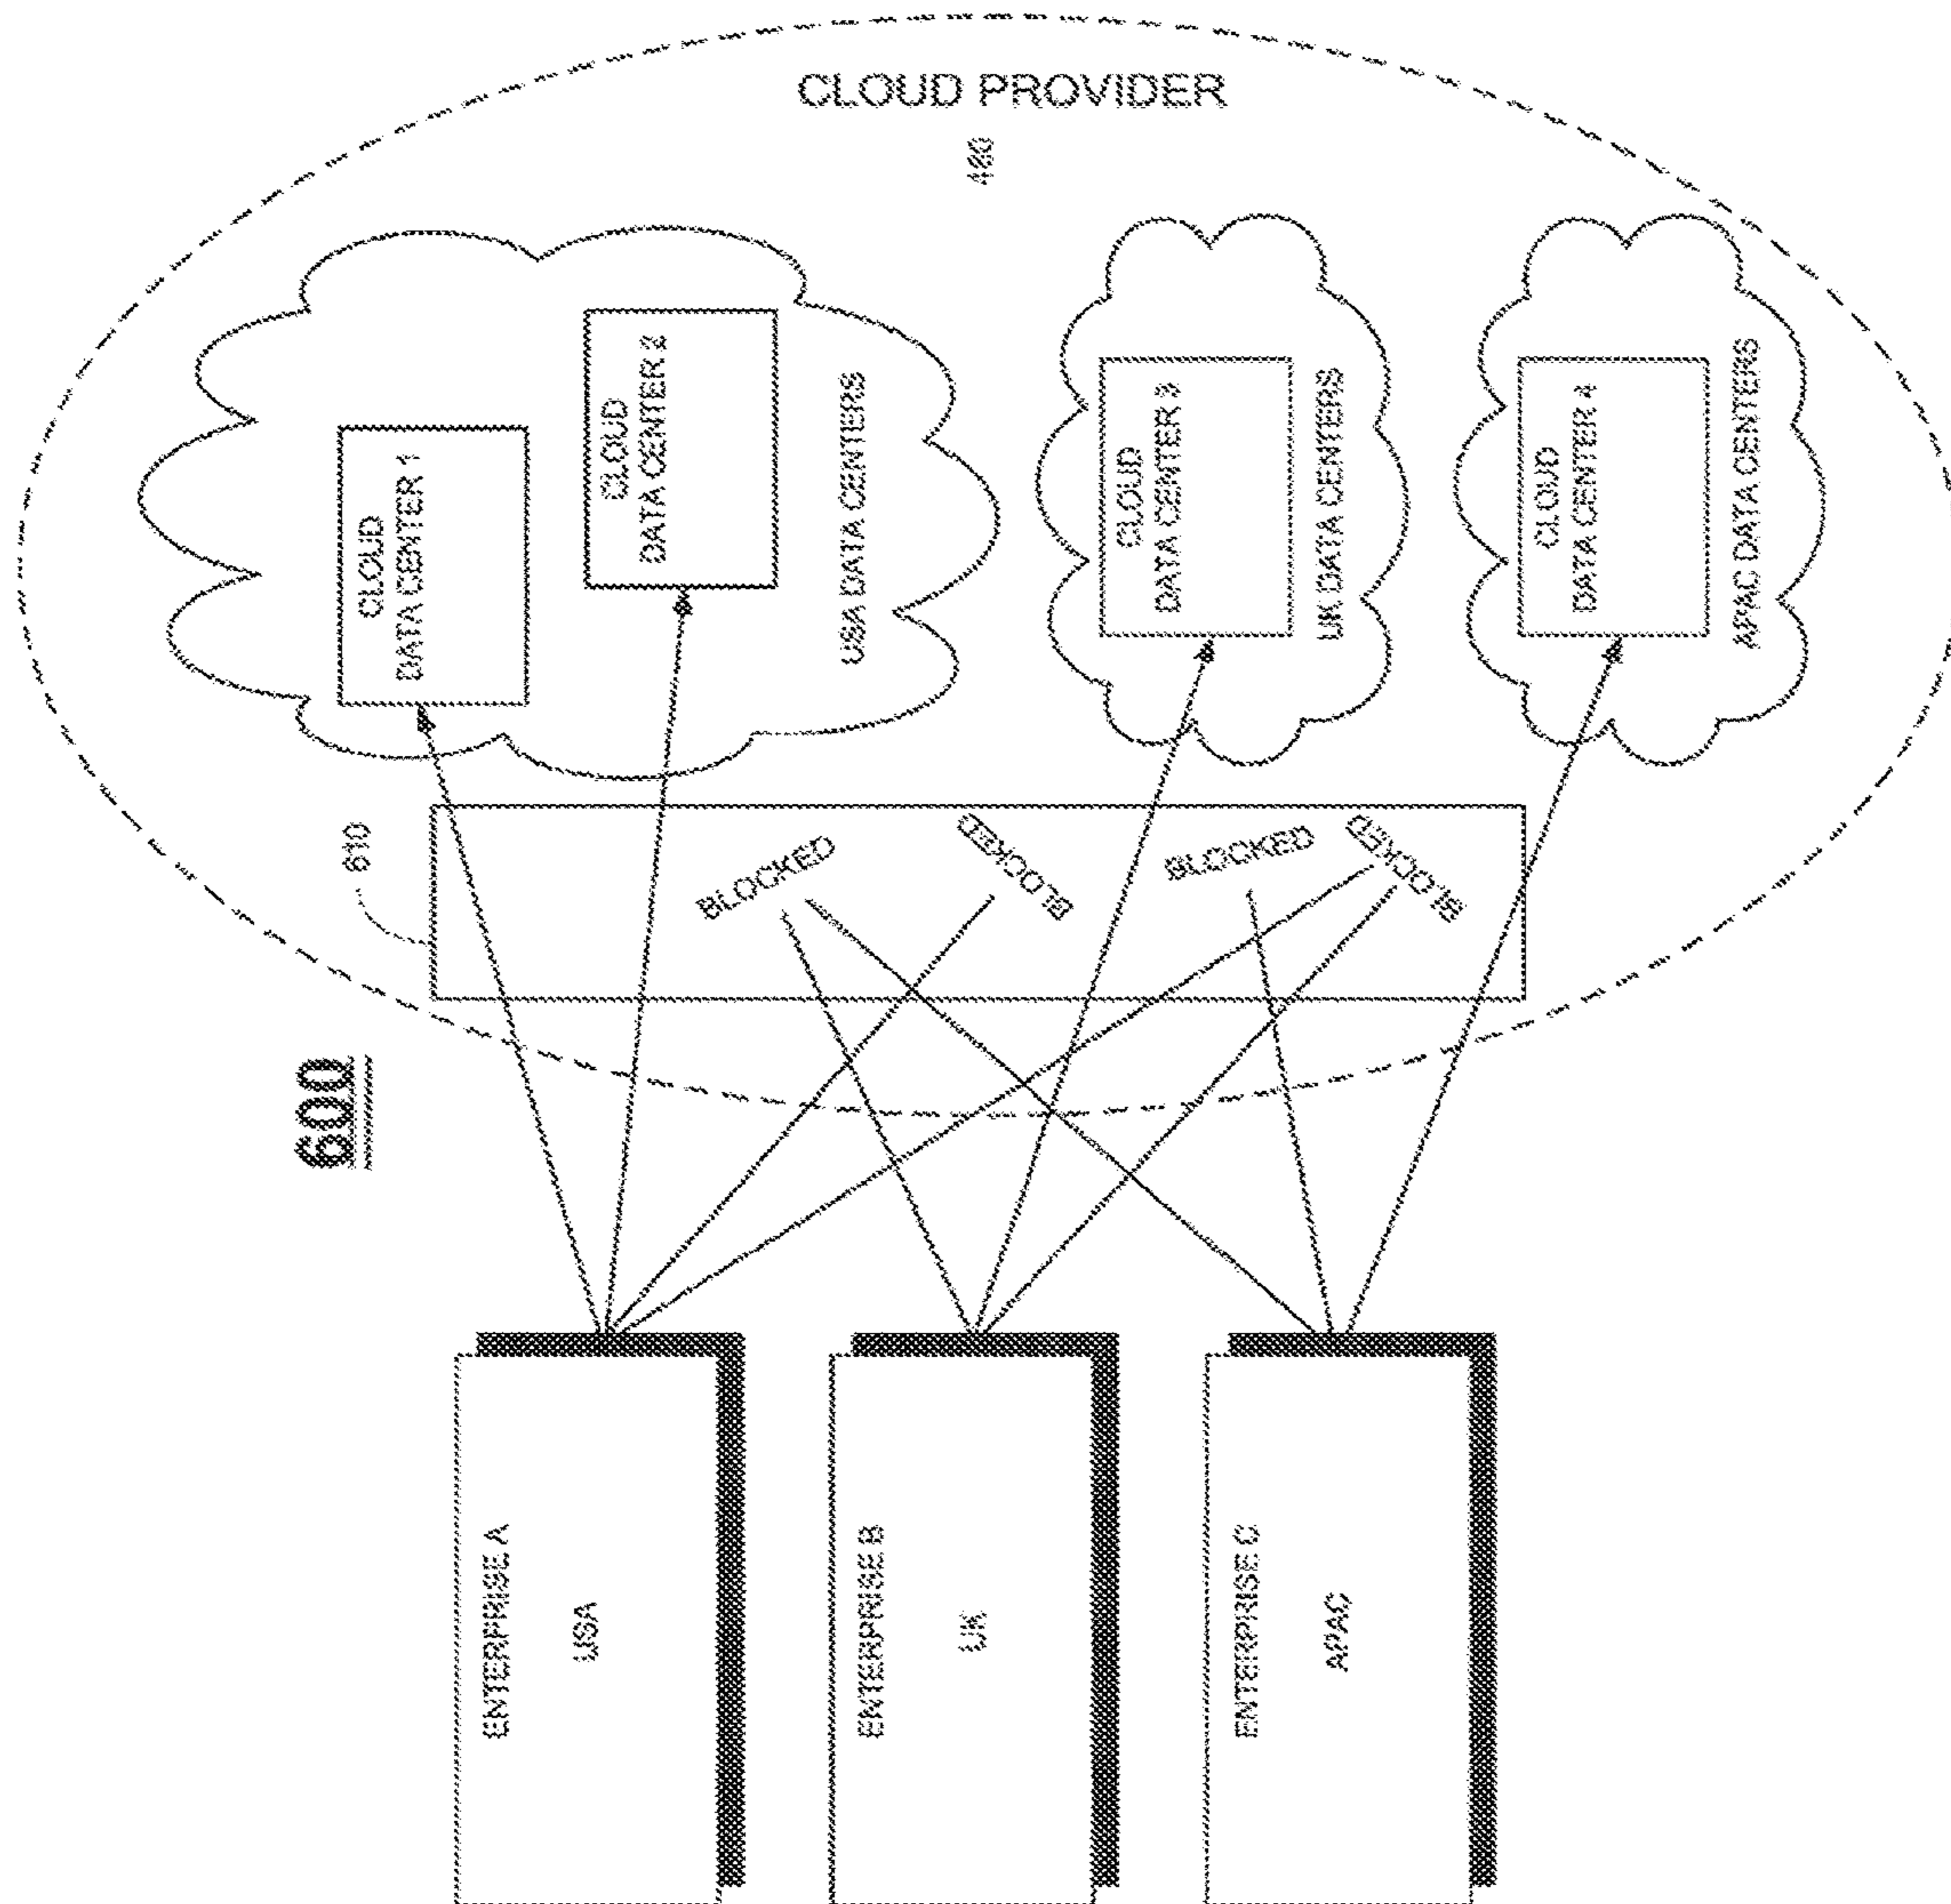 CLOUD PROVIDER
480
600
610
CLOUD
DATA CENTER 1
CLOUD
DATA CENTER 2
USA DATA CENTERS
CLOUD
DATA CENTER 3
UK DATA CENTERS
CLOUD
DATA CENTER 4
APAC DATA CENTERS
BLOCKED
BLOCKED
BLOCKED
BLOCKED
ENTERPRISE A
USA
ENTERPRISE B
UK
ENTERPRISE C
APAC